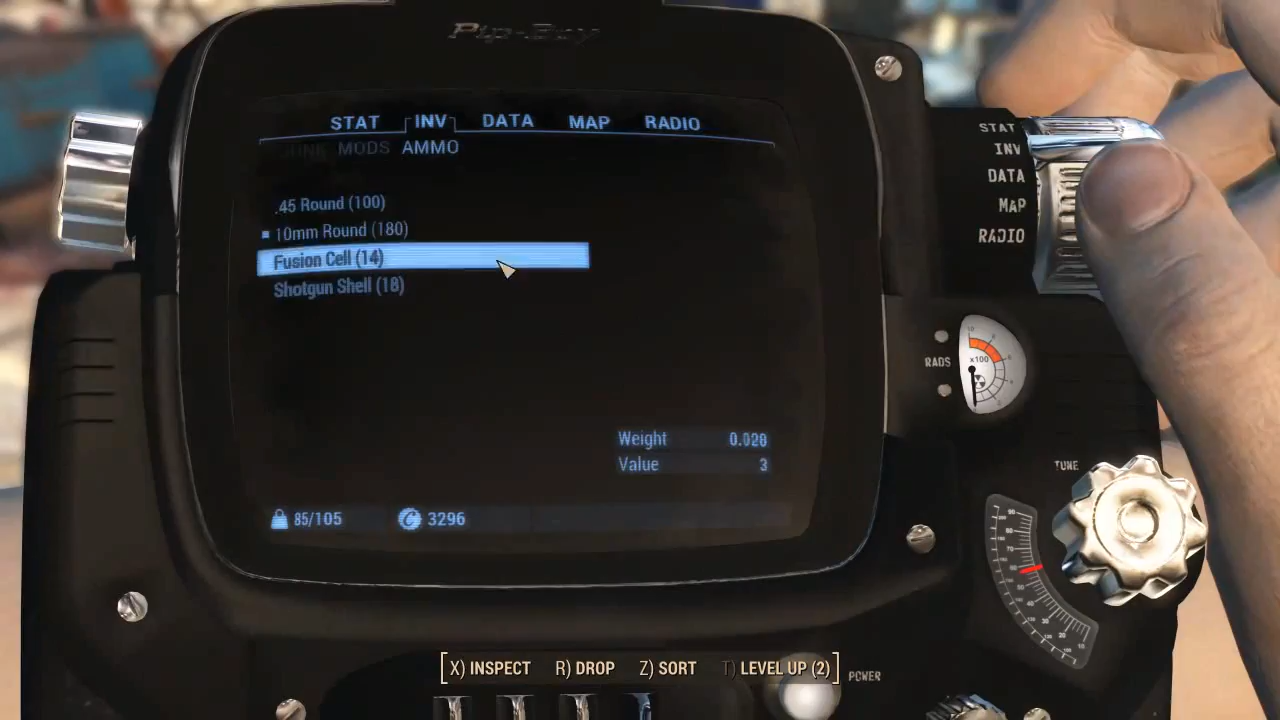 Pip-Boy
STAT INV DATA MAP RADIO
MODS AMMO
.45 Round (100)
10mm Round (180)
Fusion Cell (14)
Shotgun Shell (18)
Weight 0.028
Value 3
85/105 3296
STAT
INV
DATA
MAP
RADIO
RADS
x100
TUNE
X) INSPECT R) DROP Z) SORT T) LEVEL UP (2)
POWER